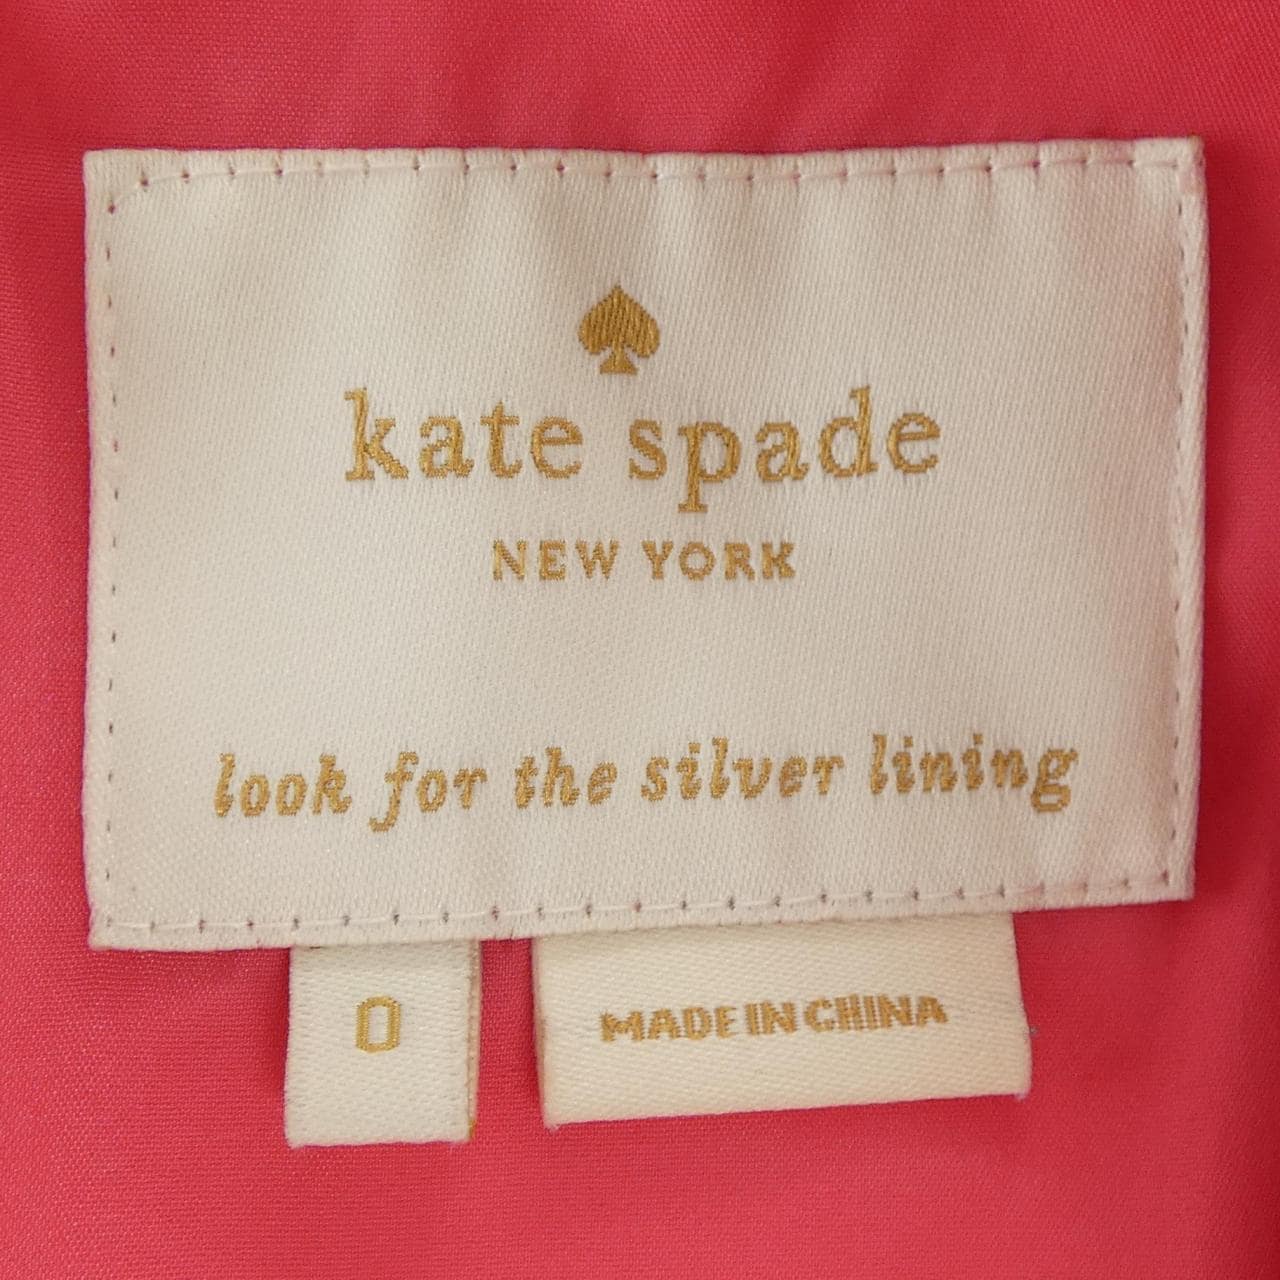 kate spade
NEW YORK
look for the silver lining
0
MADE IN CHINA